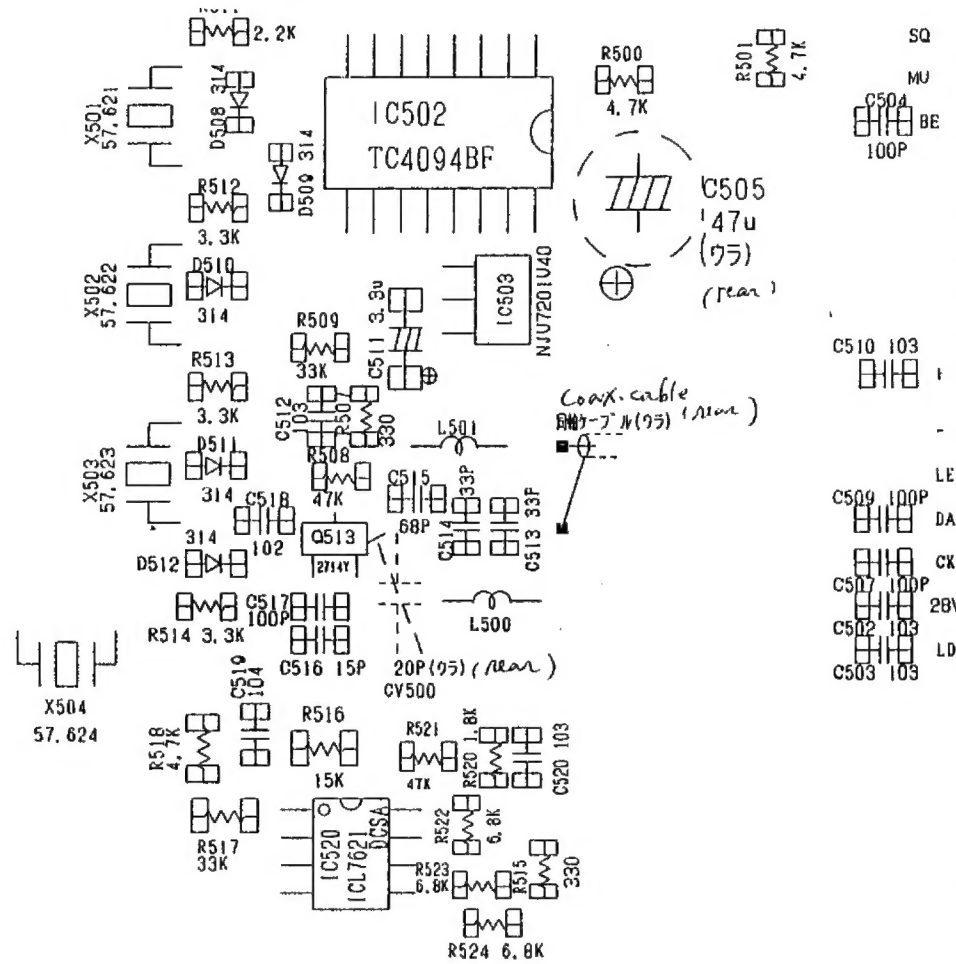 2.2K
R500
4.7K
R501
4.7K
SQ
MU
C504
BE
100P
X501
57.621
D508 314
D509 314
IC502
TC4094BF
C505
47u
(ウラ)
(rear)
R512
3.3K
D510
314
X502
57.622
IC503
NJU7201U40
C511 3.3u
R509
33K
R513
3.3K
C512
103
R507
330
R508
47K
L501
Coax.cable
同軸ケーブル(ウラ) (rear)
C510 103
D511
314
X503
57.623
C518
102
C515
68P
33P
C514
33P
C513
LE
C509 100P
DA
CK
C507 100P
28V
C502 103
LD
C503 103
314
D512
Q513
2714Y
R514 3.3K
C517
100P
C516 15P
L500
20P(ウラ) (rear)
CV500
X504
57.624
C519
104
R518
4.7K
R516
15K
R521
47K
R520 1.8K
C520 103
R517
33K
IC520
ICL7621
DCSA
R522
6.8K
R523
6.8K
R515
330
R524 6.8K